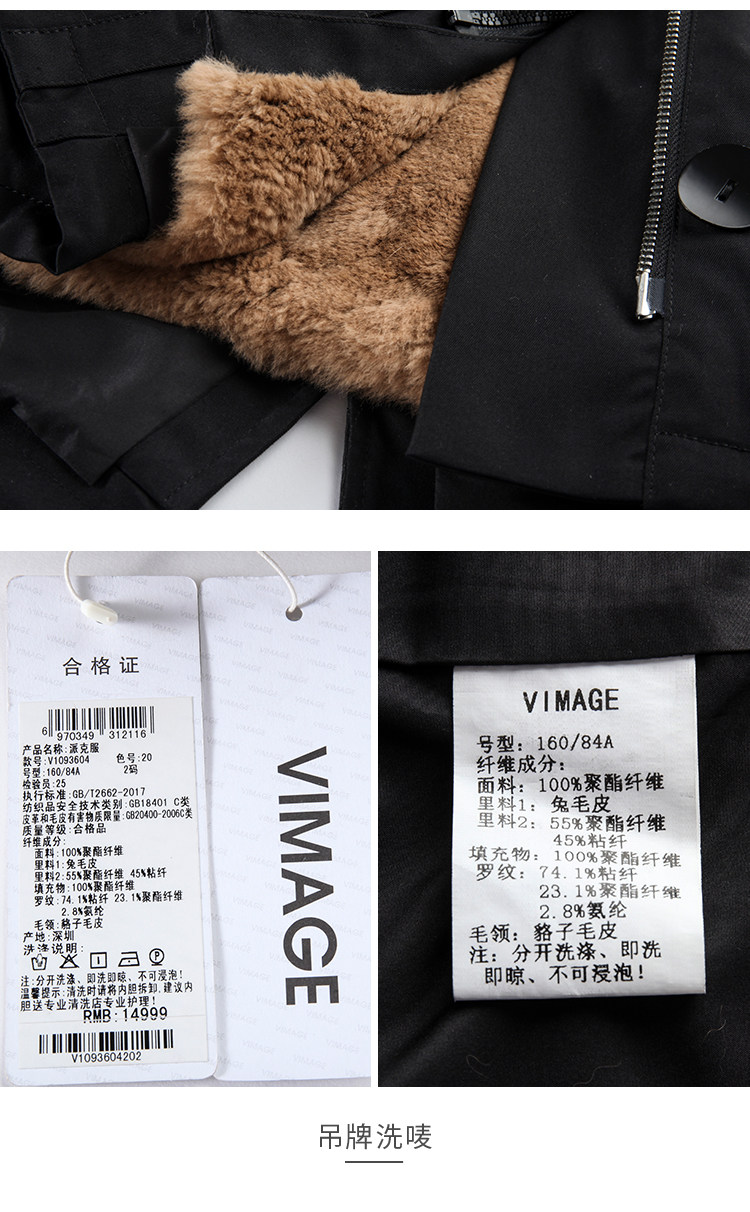 合格证
6 970349 312116
产品名称:派克服
款号:V1093604 色号:20
号型:160/84A 2码
检验员:25
执行标准:GB/T2662-2017
纺织品安全技术类别:GB18401 C类
皮革和毛皮有害物质限量:GB20400-2006C类
质量等级:合格品
纤维成分:
面料:100%聚酯纤维
里料1:兔毛皮
里料2:55%聚酯纤维 45%粘纤
填充物:100%聚酯纤维
罗纹:74.1%粘纤 23.1%聚酯纤维
2.8%氨纶
毛领:貉子毛皮
产地:深圳
洗涤说明:
注:分开洗涤、即洗即晾、不可浸泡!
温馨提示:清洗时请将内胆拆卸.建议内
胆送专业清洗店专业护理!
RMB:14999
V1093604202
VIMAGE
VIMAGE
号型:160/84A
纤维成分:
面料:100%聚酯纤维
里料1:兔毛皮
里料2:55%聚酯纤维
45%粘纤
填充物:100%聚酯纤维
罗纹:74.1%粘纤
23.1%聚酯纤维
2.8%氨纶
毛领:貉子毛皮
注:分开洗涤、即洗
即晾、不可浸泡!
吊牌洗唛